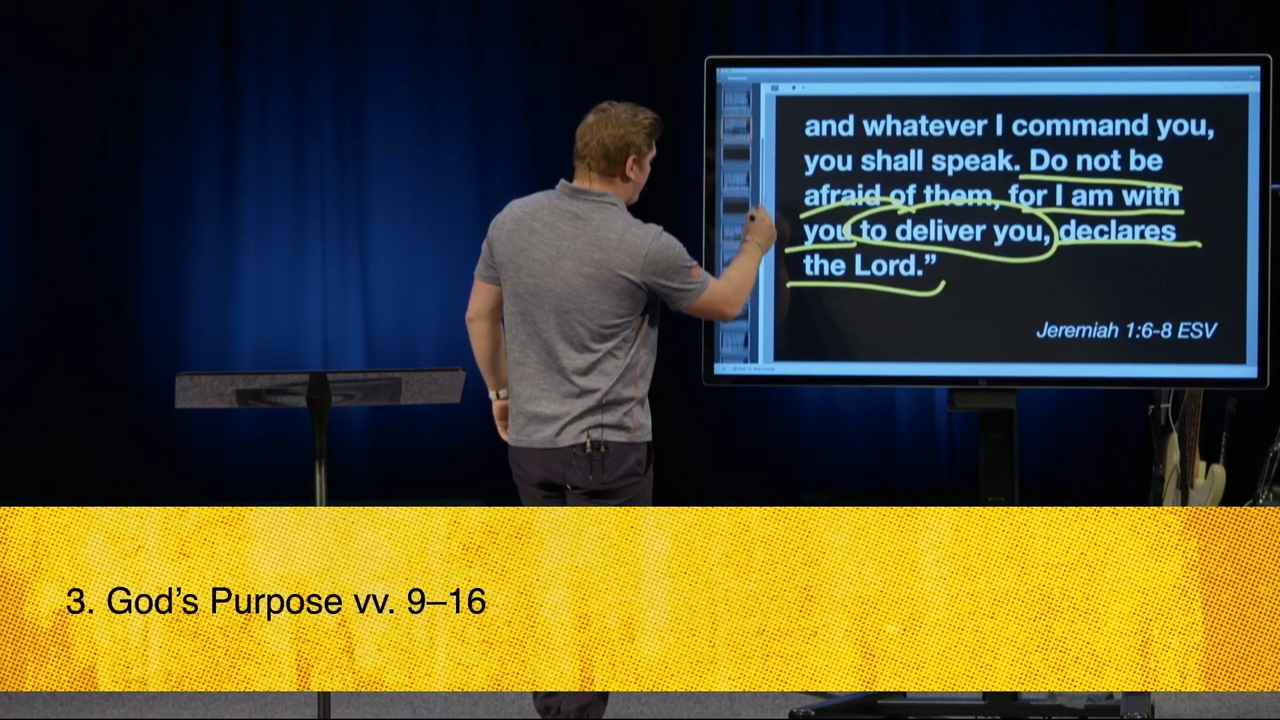 and whatever I command you,
you shall speak. Do not be
afraid of them, for I am with
you to deliver you, declares
the Lord.”
Jeremiah 1:6-8 ESV
3. God’s Purpose vv. 9–16